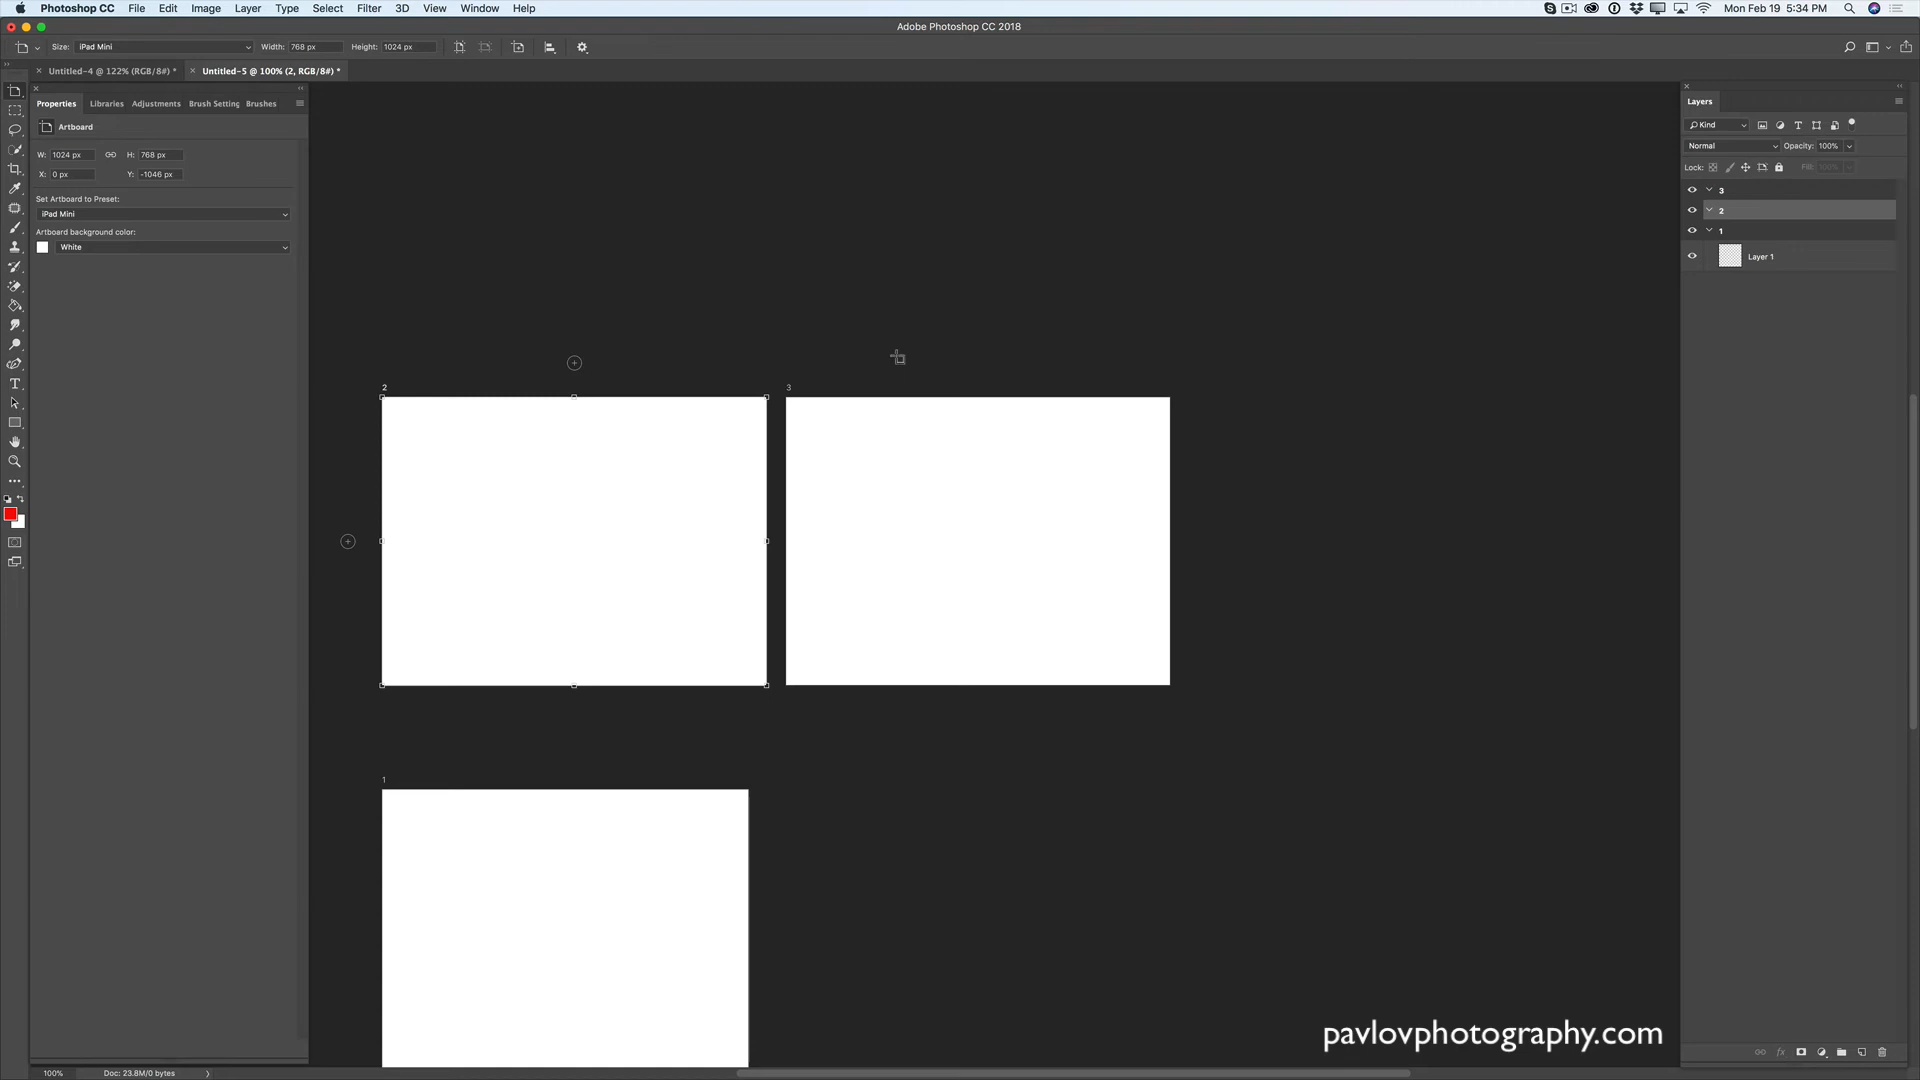 Photoshop CC File Edit Image Layer Type Select Filter 3D View Window Help Mon Feb 19 5:34 PM
Adobe Photoshop CC 2018
Size: iPad Mini Width: 768 px Height: 1024 px
Untitled-4 @ 122% (RGB/8#) * Untitled-5 @ 100% (2, RGB/8#) *
Properties Libraries Adjustments Brush Setting Brushes
Artboard
W: 1024 px H: 768 px
X: 0 px Y: -1046 px
Set Artboard to Preset:
iPad Mini
Artboard background color:
White
2
3
1
Layers
Kind
Normal Opacity: 100%
Lock: Fill: 100%
3
2
1
Layer 1
pavlovphotography.com
100% Doc: 23.8M/0 bytes